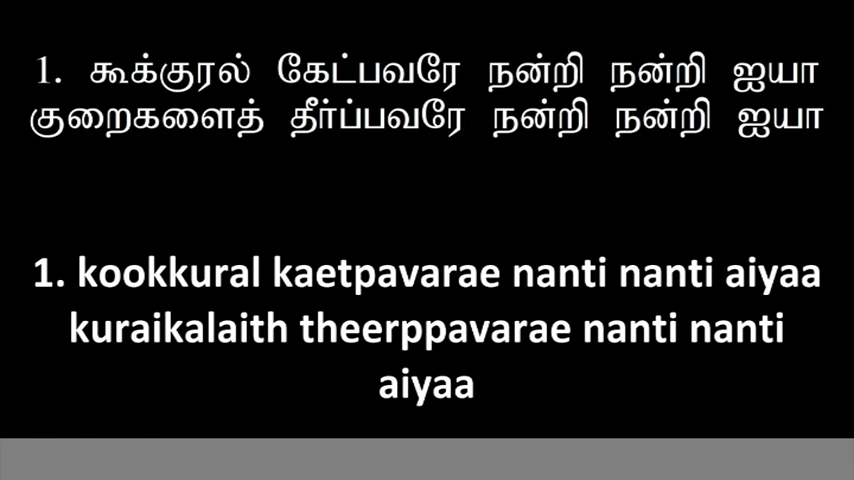 1. கூக்குரல் கேட்பவரே நன்றி நன்றி ஐயா
குறைகளைத் தீர்ப்பவரே நன்றி நன்றி ஐயா
1. kookkural kaetpavarae nanti nanti aiyaa
kuraikalaith theerppavarae nanti nanti
aiyaa